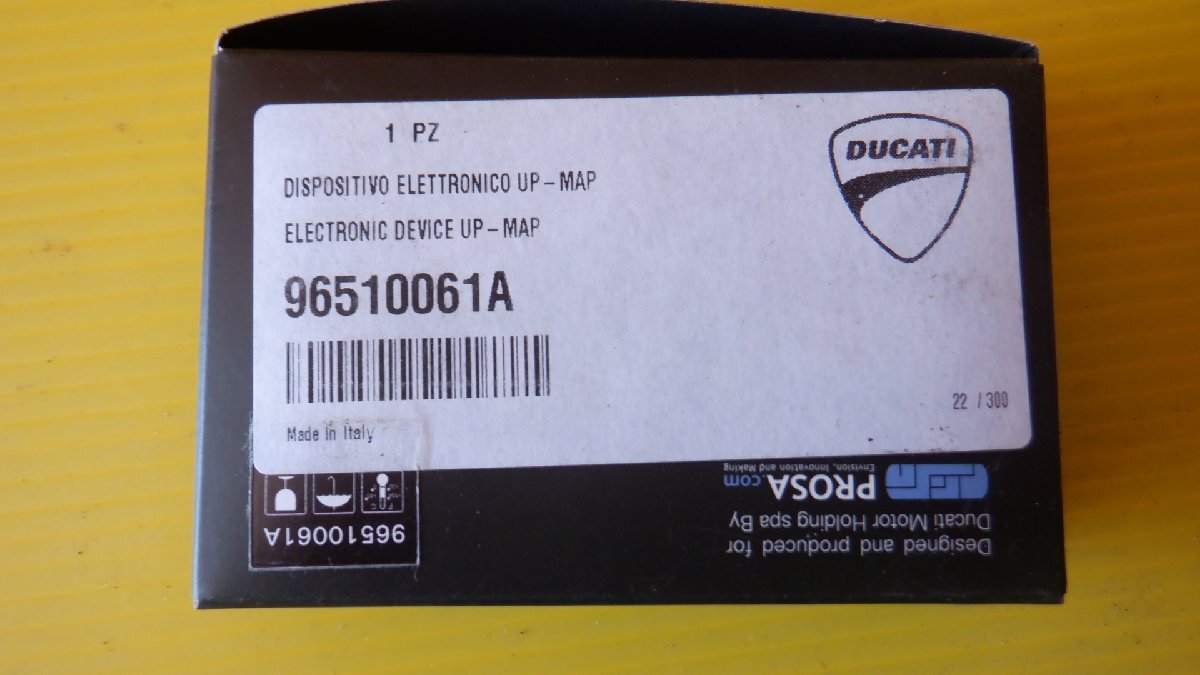 1 PZ
DUCATI
DISPOSITIVO ELETTRONICO UP-MAP
ELECTRONIC DEVICE UP-MAP
96510061A
22 / 300
Made in Italy
96510061A
Designed and produced for
Ducati Motor Holding spa By
PROSA.com
Envision, Innovation and Making